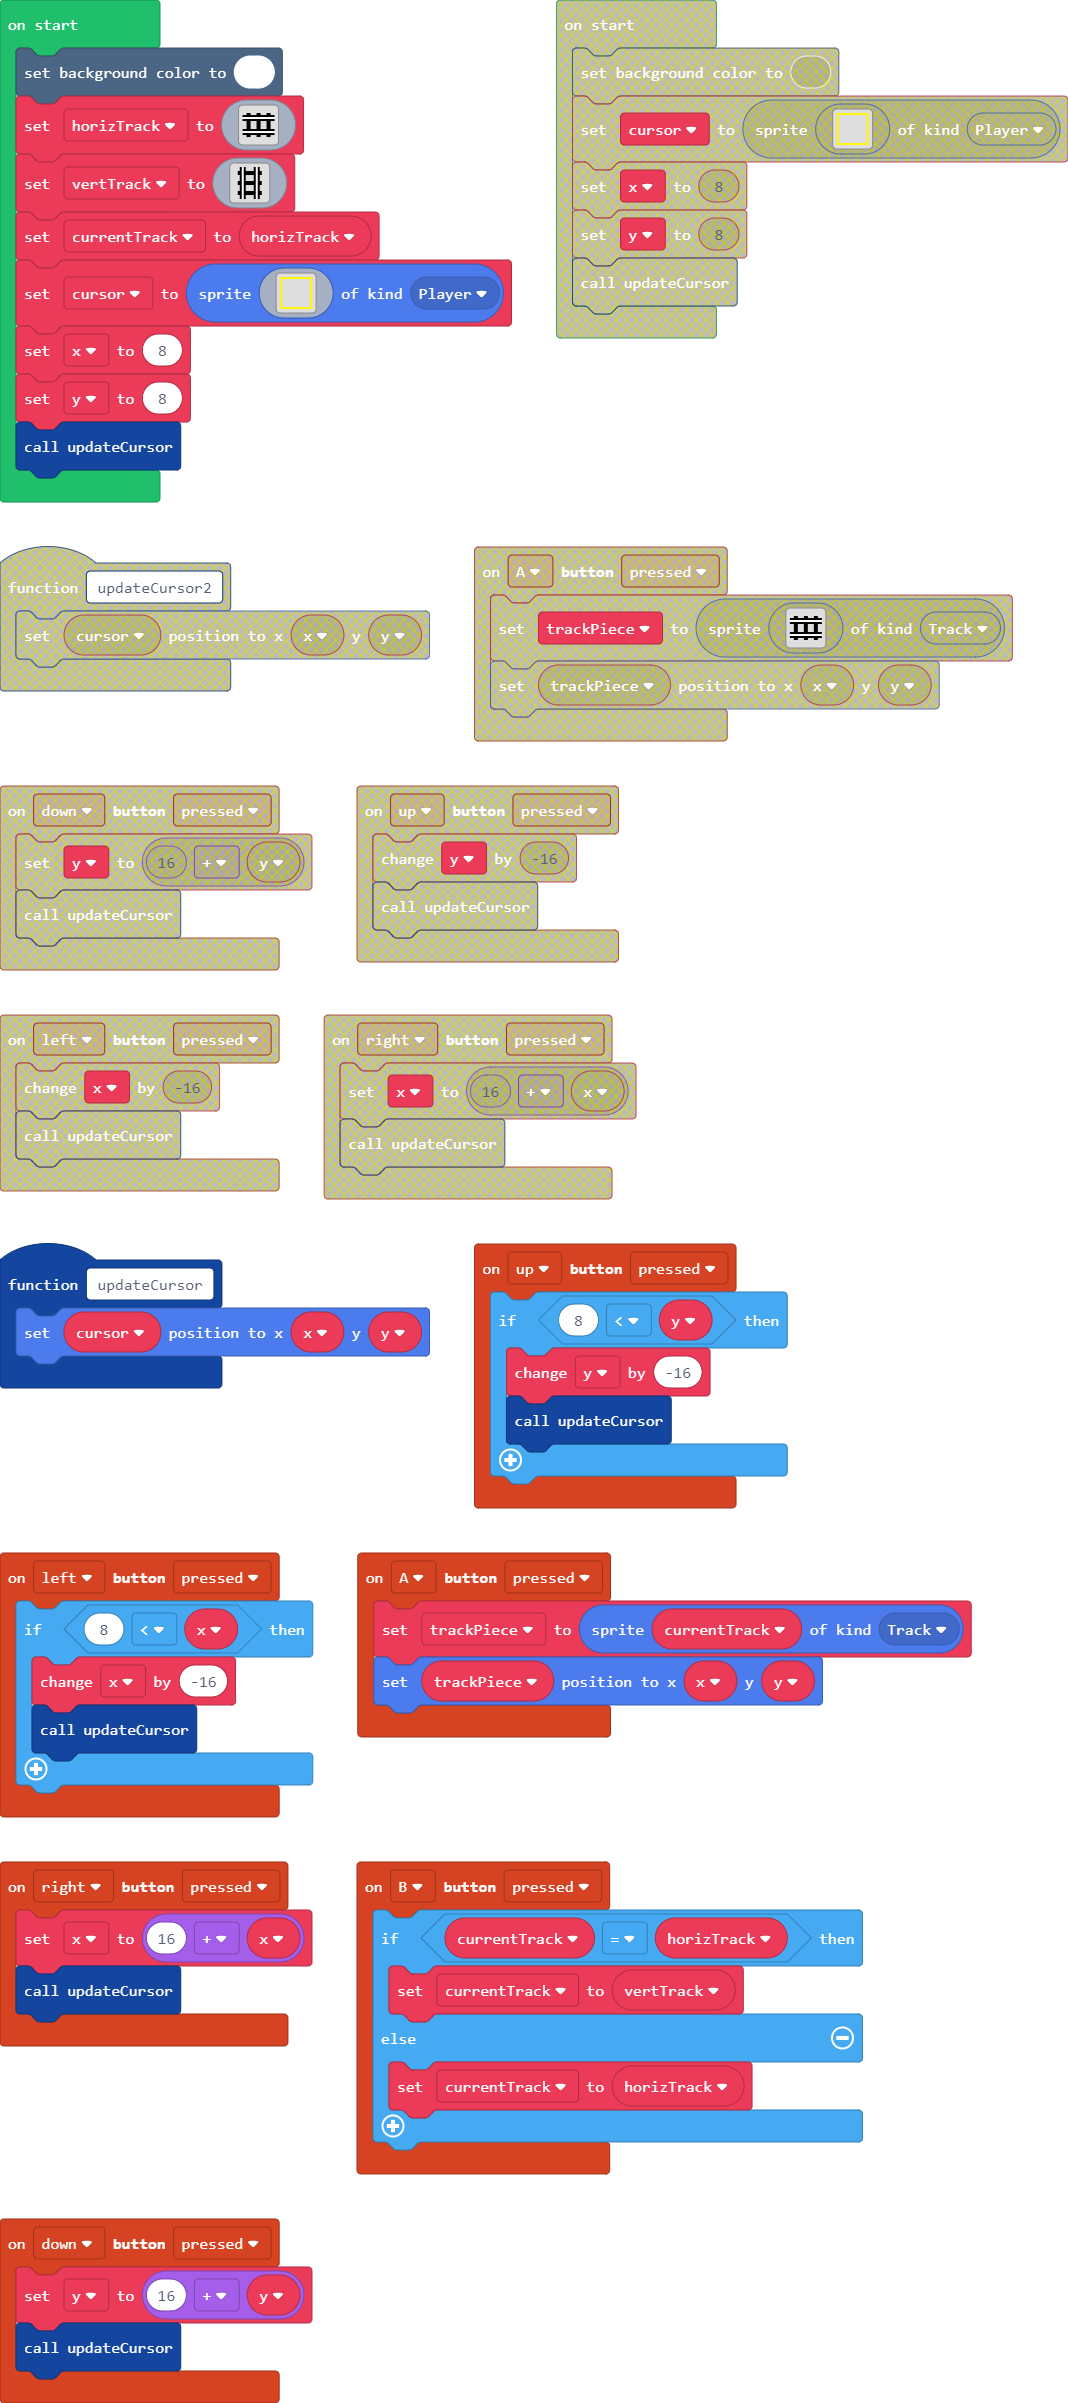 on start
set background color to
set horizTrack to
set vertTrack to
set currentTrack to horizTrack
set cursor to sprite of kind Player
set x to 8
set y to 8
call updateCursor
on start
set background color to
set cursor to sprite of kind Player
set x to 8
set y to 8
call updateCursor
function updateCursor2
set cursor position to x x y y
on A button pressed
set trackPiece to sprite of kind Track
set trackPiece position to x x y y
on down button pressed
set y to 16 + y
call updateCursor
on up button pressed
change y by -16
call updateCursor
on left button pressed
change x by -16
call updateCursor
on right button pressed
set x to 16 + x
call updateCursor
function updateCursor
set cursor position to x x y y
on up button pressed
if 8 < y then
change y by -16
call updateCursor
on left button pressed
if 8 < x then
change x by -16
call updateCursor
on A button pressed
set trackPiece to sprite currentTrack of kind Track
set trackPiece position to x x y y
on right button pressed
set x to 16 + x
call updateCursor
on B button pressed
if currentTrack = horizTrack then
set currentTrack to vertTrack
else
set currentTrack to horizTrack
on down button pressed
set y to 16 + y
call updateCursor